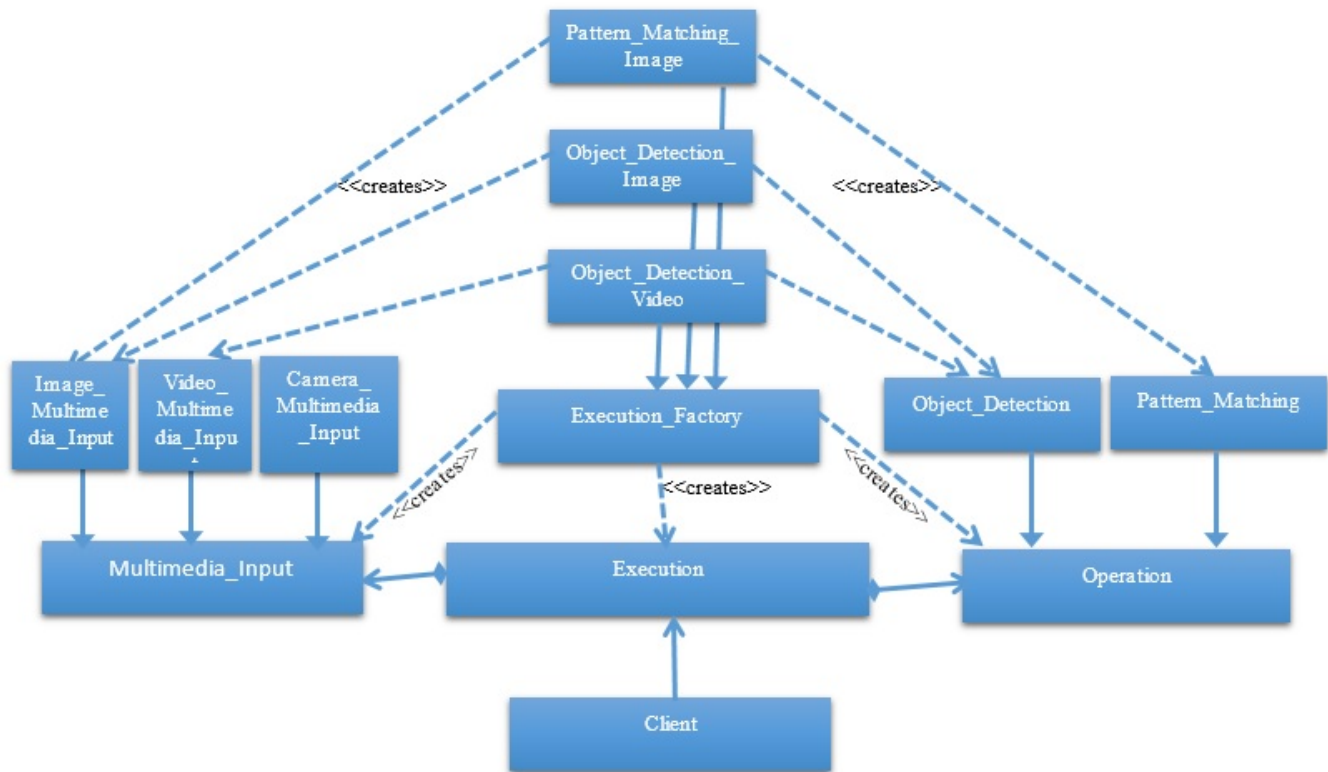 Pattern_Matching_
Image
Object_Detection_
Image
<<creates>>
<<creates>>
Object_Detection_
Video
Image_
Multime
dia_Input
Video_
Multime
dia_Inpu
Camera_
Multimedia
_Input
Execution_Factory
Object_Detection
Pattern_Matching
<<creates>>
<<creates>>
<<creates>>
Multimedia_Input
Execution
Operation
Client